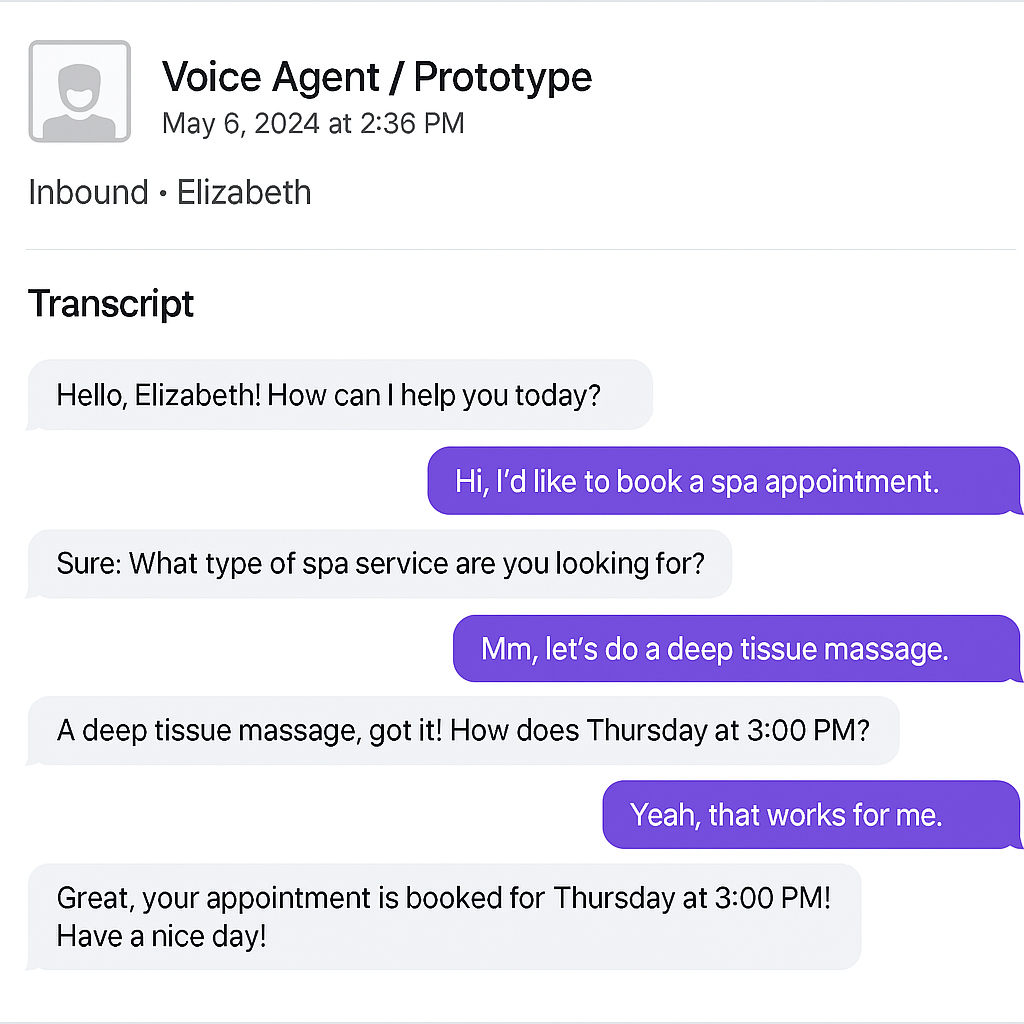 Voice Agent / Prototype
May 6, 2024 at 2:36 PM
Inbound • Elizabeth
Transcript
Hello, Elizabeth! How can I help you today?
Hi, I’d like to book a spa appointment.
Sure: What type of spa service are you looking for?
Mm, let’s do a deep tissue massage.
A deep tissue massage, got it! How does Thursday at 3:00 PM?
Yeah, that works for me.
Great, your appointment is booked for Thursday at 3:00 PM!
Have a nice day!